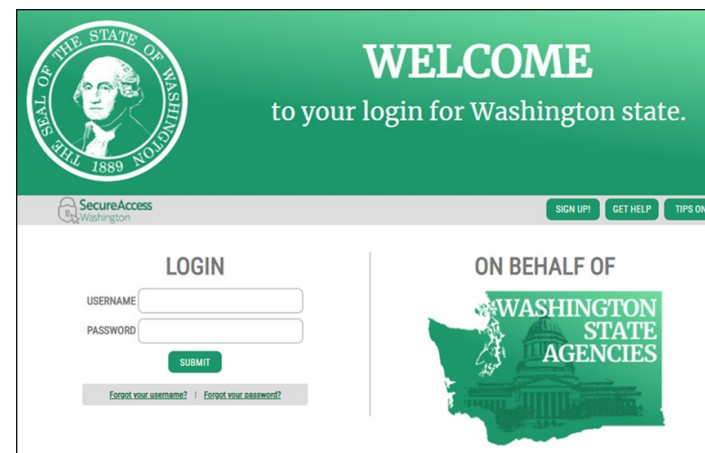 THE SEAL OF THE STATE OF WASHINGTON
1889
WELCOME
to your login for Washington state.
SecureAccess
Washington
SIGN UP!
GET HELP
TIPS ON
LOGIN
USERNAME
PASSWORD
SUBMIT
Forgot your username? | Forgot your password?
ON BEHALF OF
WASHINGTON
STATE
AGENCIES